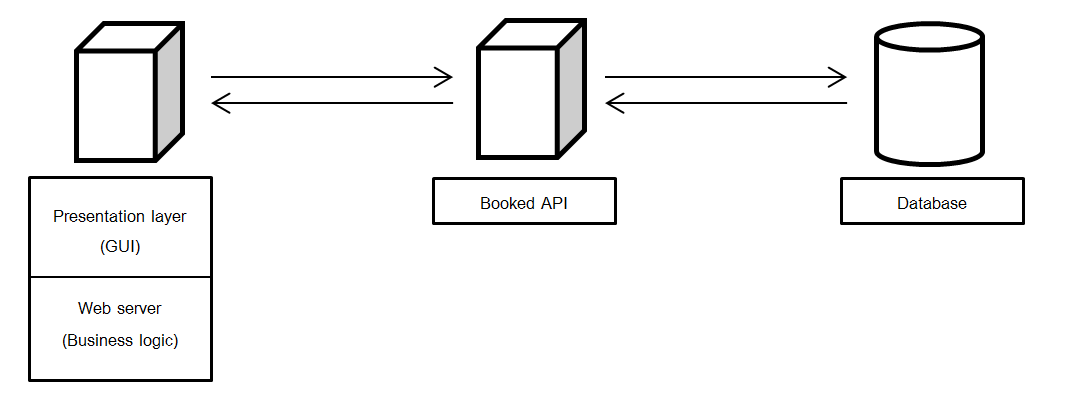 Presentation layer
(GUI)
Web server
(Business logic)
Booked API
Database